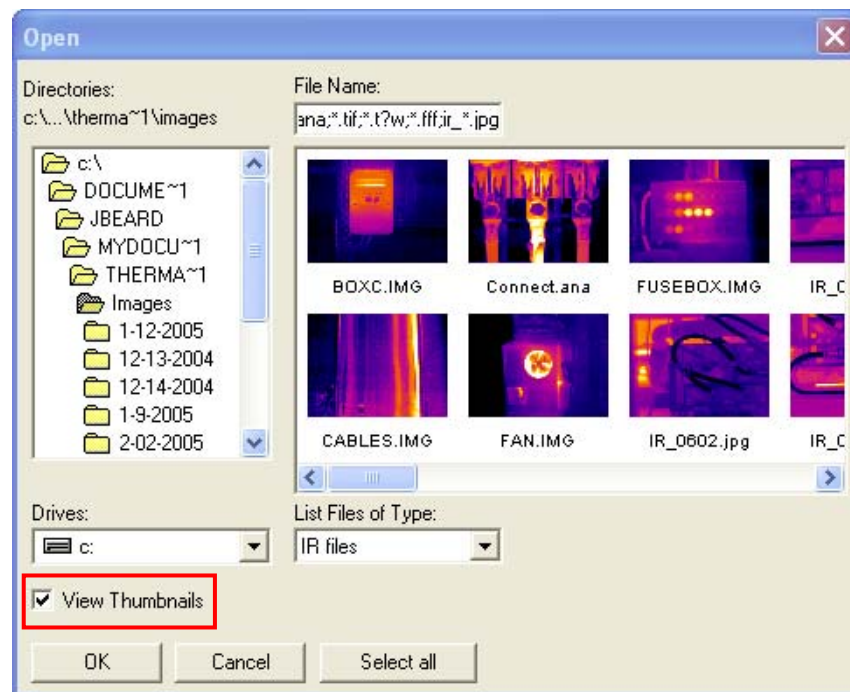 Open
Directories:
c:\...\therma~1\images
File Name:
ana;*.tif;*.t?w;*.fff;ir_*.jpg
c:\
DOCUME~1
JBEARD
MYDOCU~1
THERMA~1
Images
1-12-2005
12-13-2004
12-14-2004
1-9-2005
2-02-2005
BOXC.IMG
Connect.ana
FUSEBOX.IMG
CABLES.IMG
FAN.IMG
IR_0602.jpg
Drives:
c:
List Files of Type:
IR files
View Thumbnails
OK
Cancel
Select all